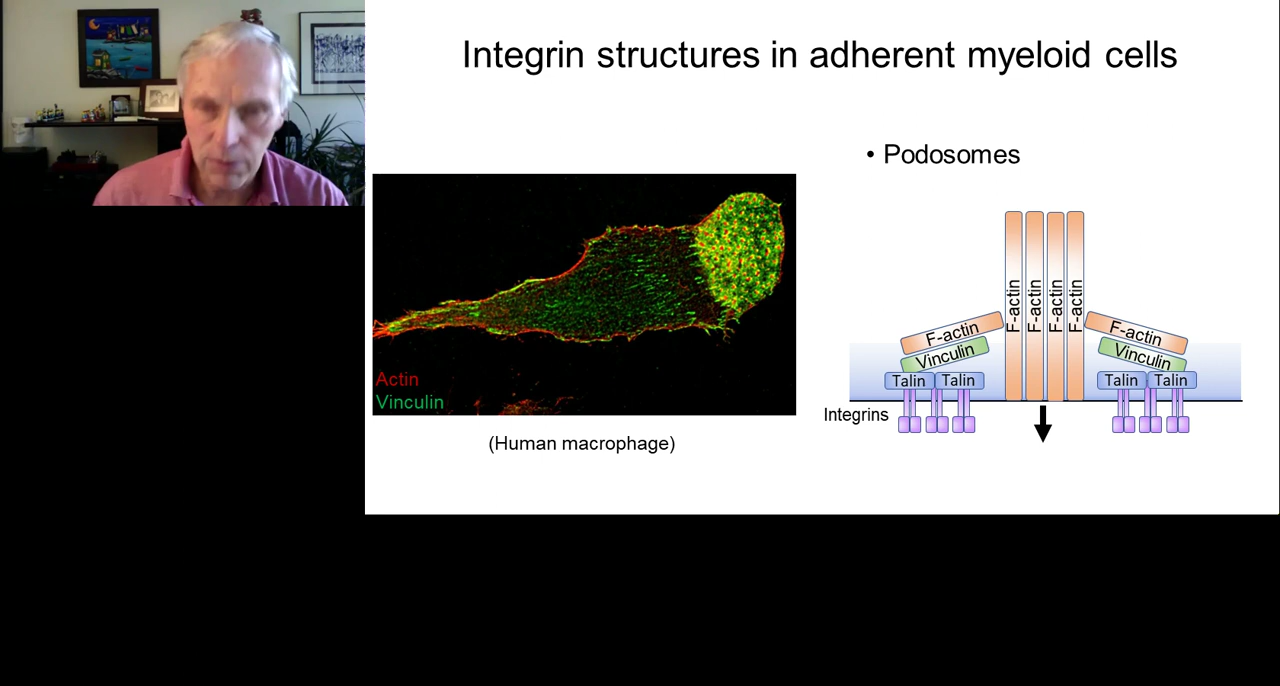 Integrin structures in adherent myeloid cells
• Podosomes
Actin
Vinculin
(Human macrophage)
F-actin
F-actin
F-actin
F-actin
F-actin
F-actin
Vinculin
Vinculin
Talin
Talin
Talin
Talin
Integrins